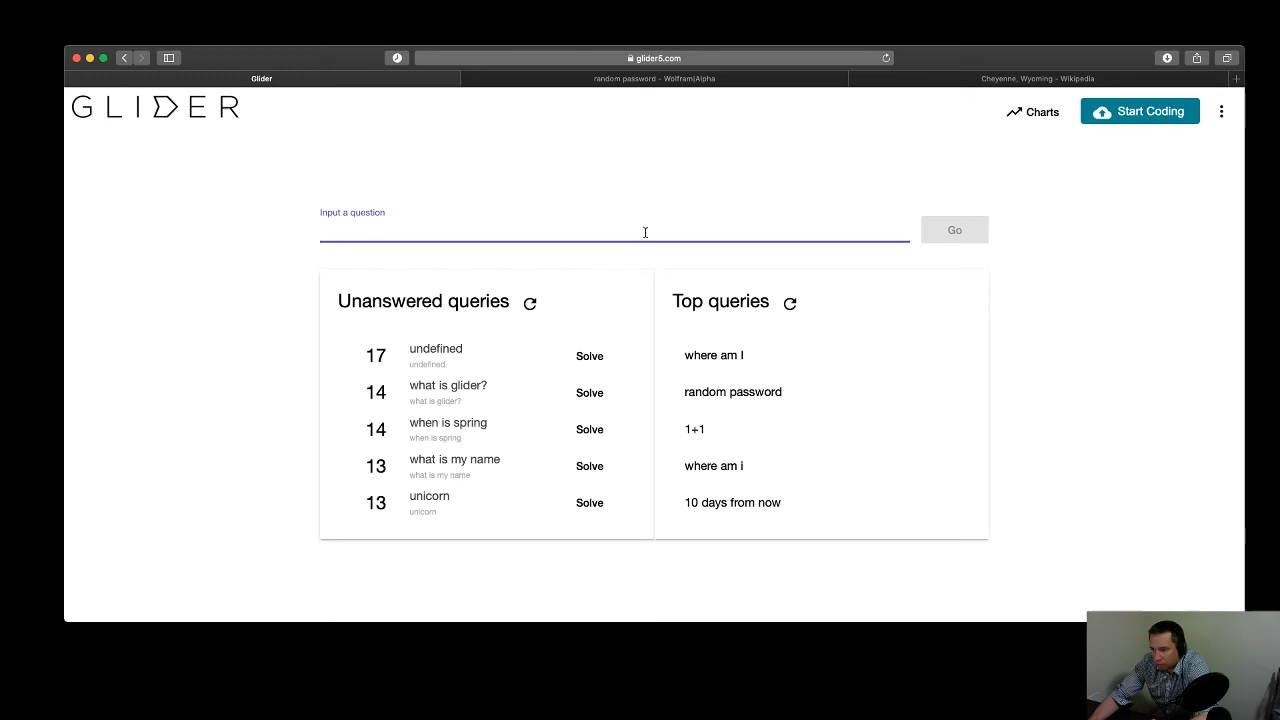 glider5.com
Glider
random password - Wolfram|Alpha
Cheyenne, Wyoming - Wikipedia
GLIDER
Charts
Start Coding
Input a question
Go
Unanswered queries
Top queries
17
undefined
undefined
Solve
14
what is glider?
what is glider?
Solve
14
when is spring
when is spring
Solve
13
what is my name
what is my name
Solve
13
unicorn
unicorn
Solve
where am I
random password
1+1
where am i
10 days from now